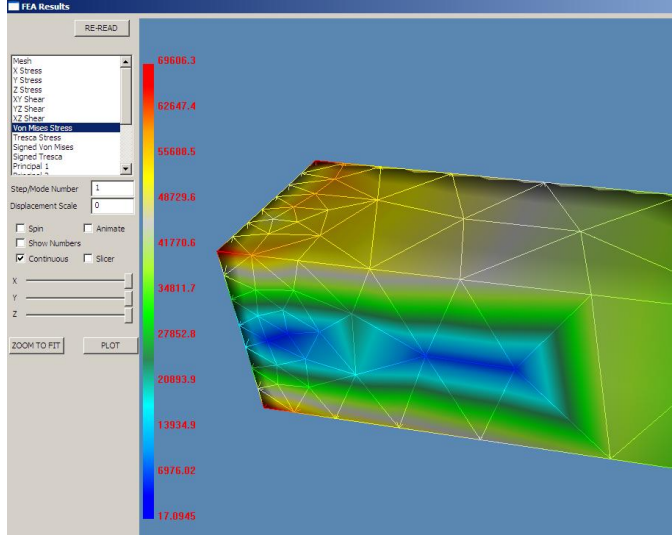 FEA Results
RE-READ
Mesh
X Stress
Y Stress
Z Stress
XY Shear
YZ Shear
XZ Shear
Von Mises Stress
Tresca Stress
Signed Von Mises
Signed Tresca
Principal 1
Step/Mode Number 1
Displacement Scale 0
Spin Animate
Show Numbers
Continuous Slicer
X
Y
Z
ZOOM TO FIT PLOT
69606.3
62647.4
55688.5
48729.6
41770.6
34811.7
27852.8
20893.9
13934.9
6976.02
17.0945